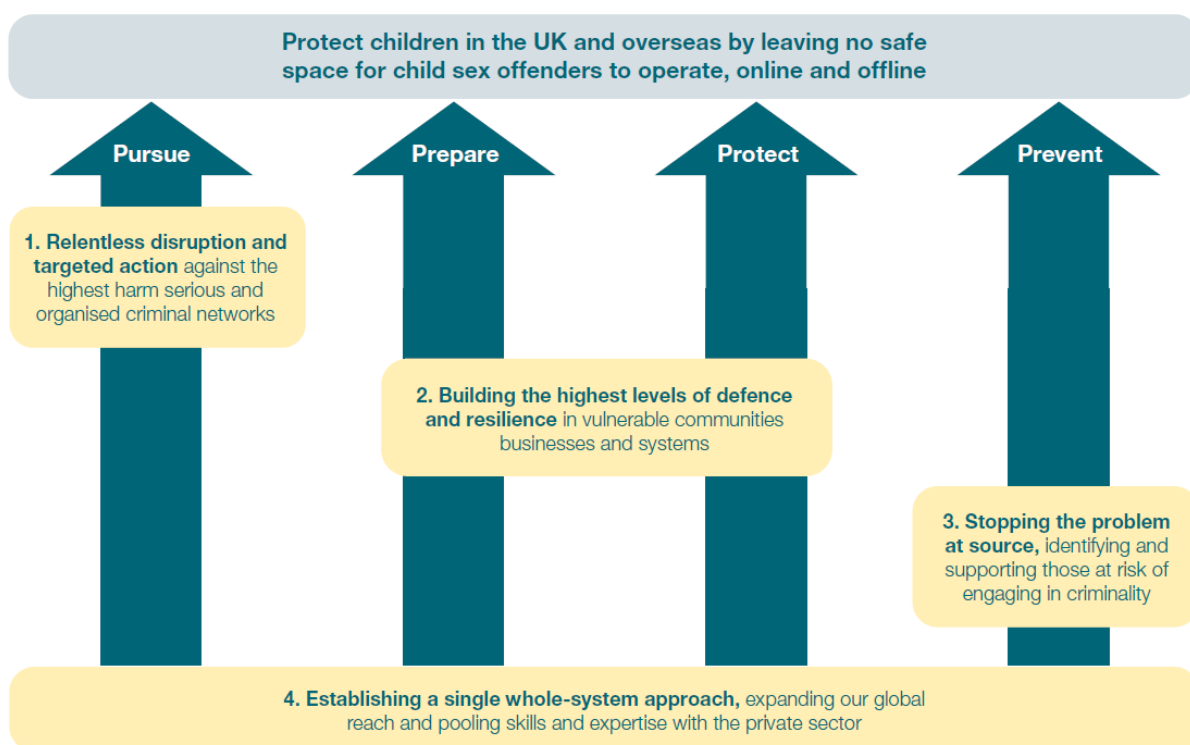 Protect children in the UK and overseas by leaving no safe
space for child sex offenders to operate, online and offline
Pursue
Prepare
Protect
Prevent
1. Relentless disruption and
targeted action against the
highest harm serious and
organised criminal networks
2. Building the highest levels of defence
and resilience in vulnerable communities
businesses and systems
3. Stopping the problem
at source, identifying and
supporting those at risk of
engaging in criminality
4. Establishing a single whole-system approach, expanding our global
reach and pooling skills and expertise with the private sector